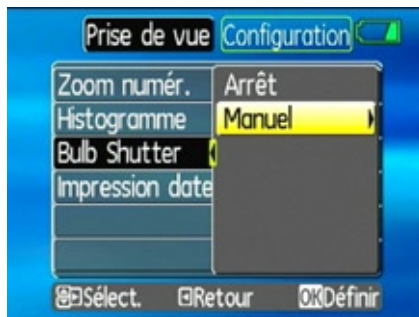 Prise de vue Configuration
Zoom numér. Arrêt
Histogramme Manuel
Bulb Shutter
Impression date
Sélect. Retour OK Définir